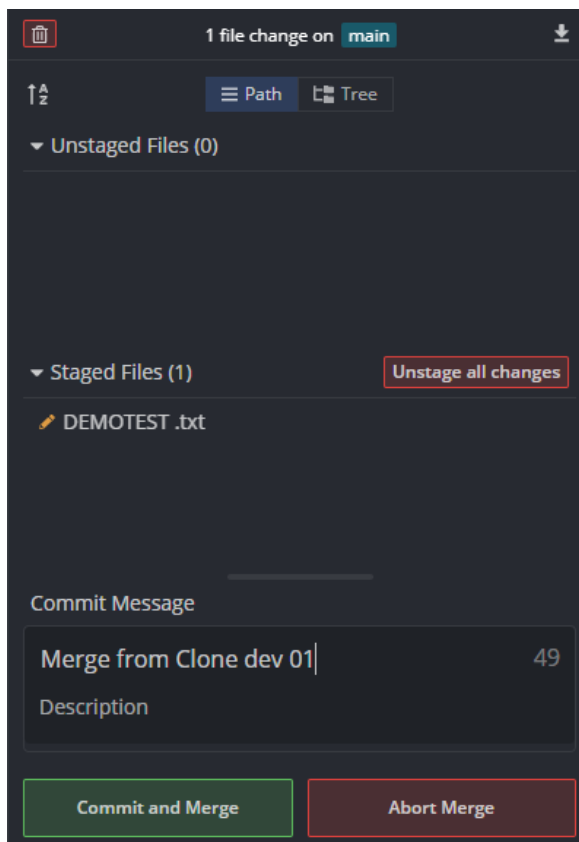 1 file change on main
A
Z
Path Tree
Unstaged Files (0)
Staged Files (1) Unstage all changes
DEMOTEST .txt
Commit Message
Merge from Clone dev 01 49
Description
Commit and Merge Abort Merge